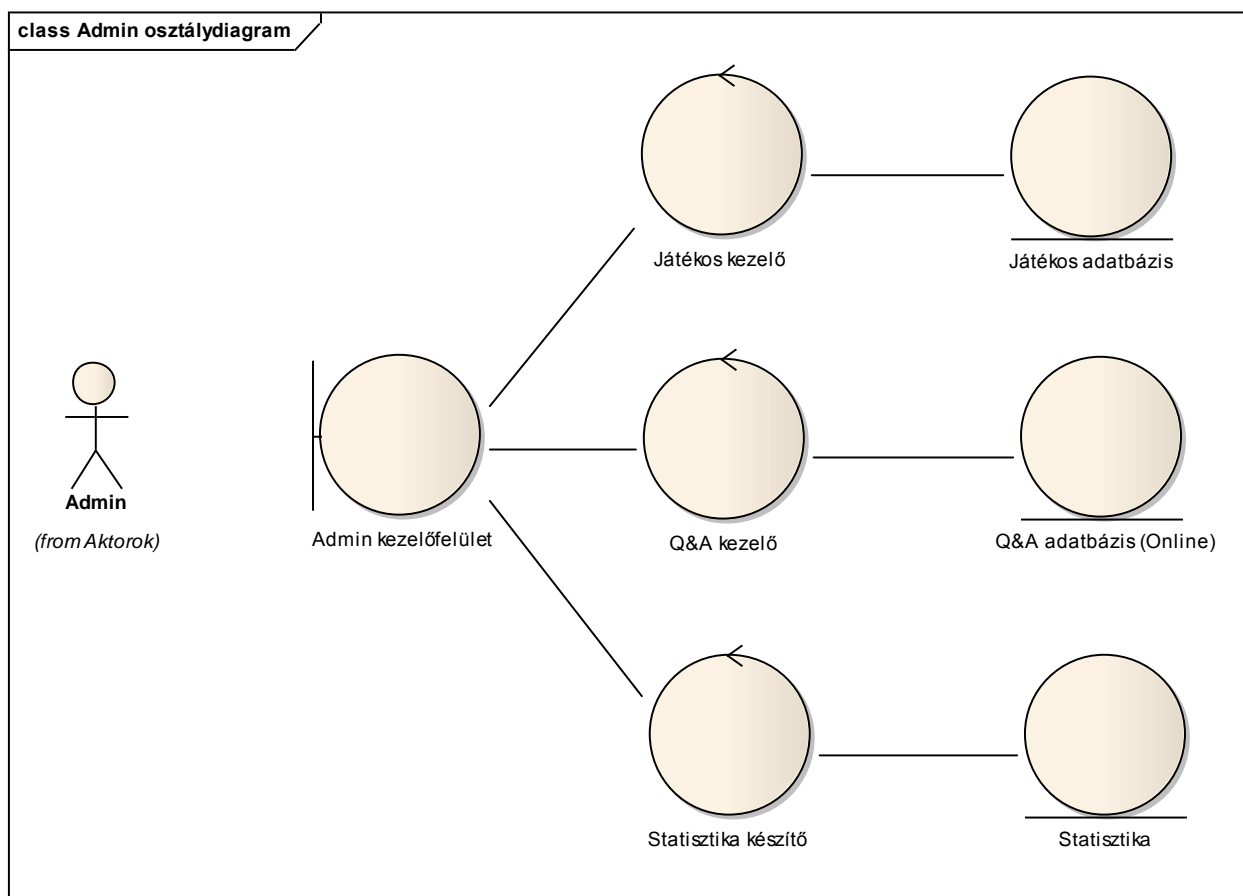 class Admin osztálydiagram
Játékos kezelő
Játékos adatbázis
Admin
(from Aktorok)
Admin kezelőfelület
Q&A kezelő
Q&A adatbázis (Online)
Statisztika készítő
Statisztika